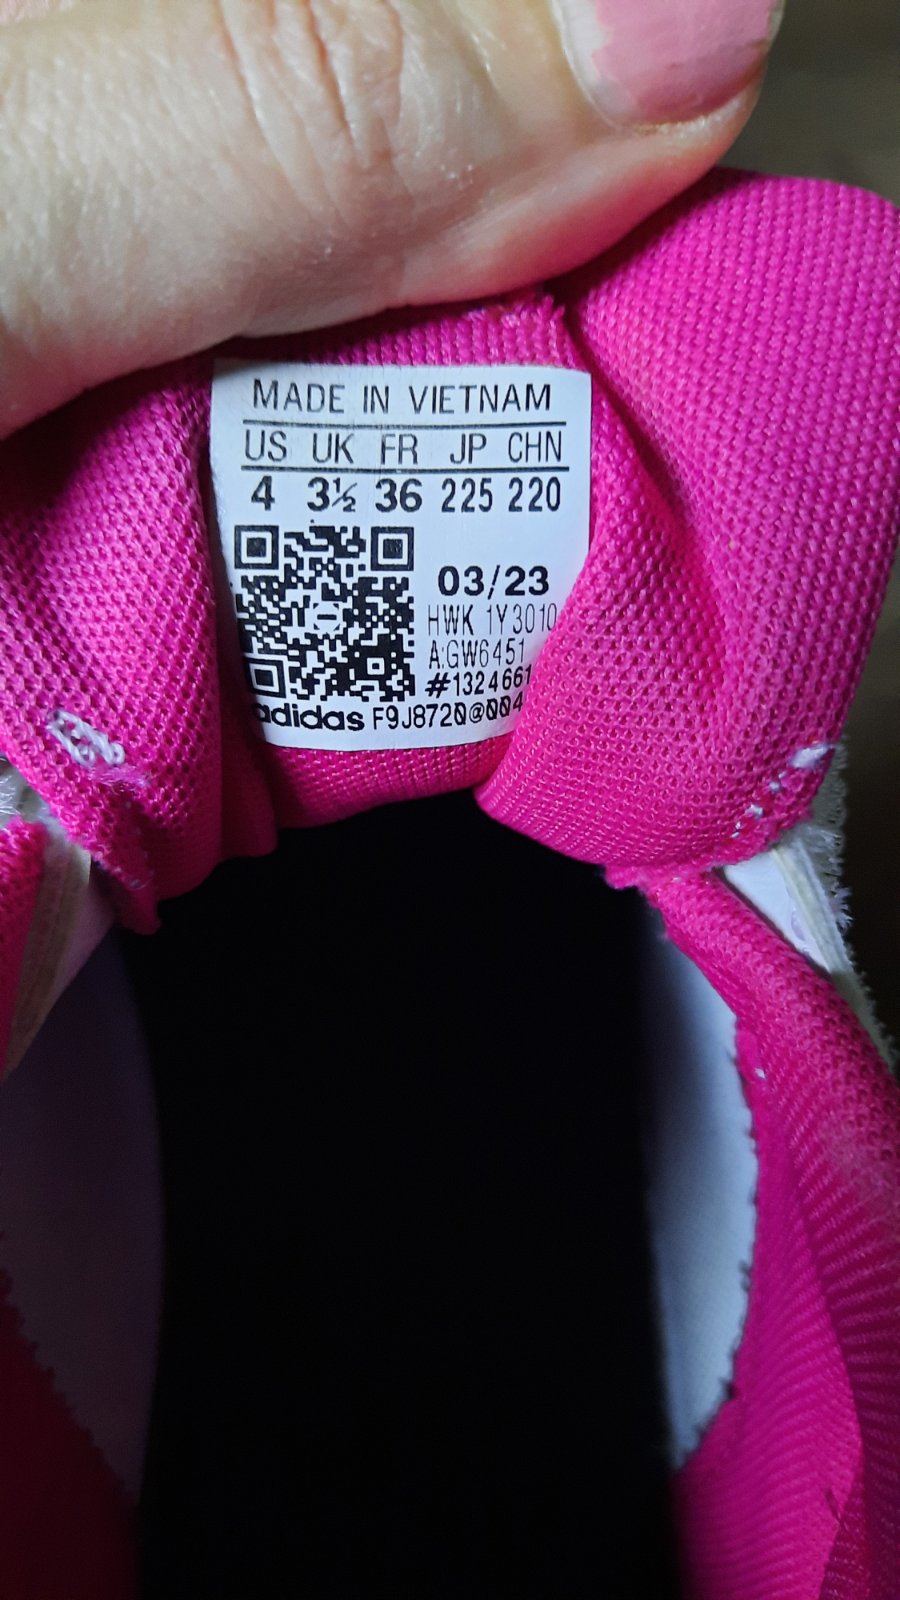 MADE IN VIETNAM
US UK FR JP CHN
4 3½ 36 225 220
03/23
HWK 1Y3010
A:GW6451
#1324661
adidas F9J8720@004